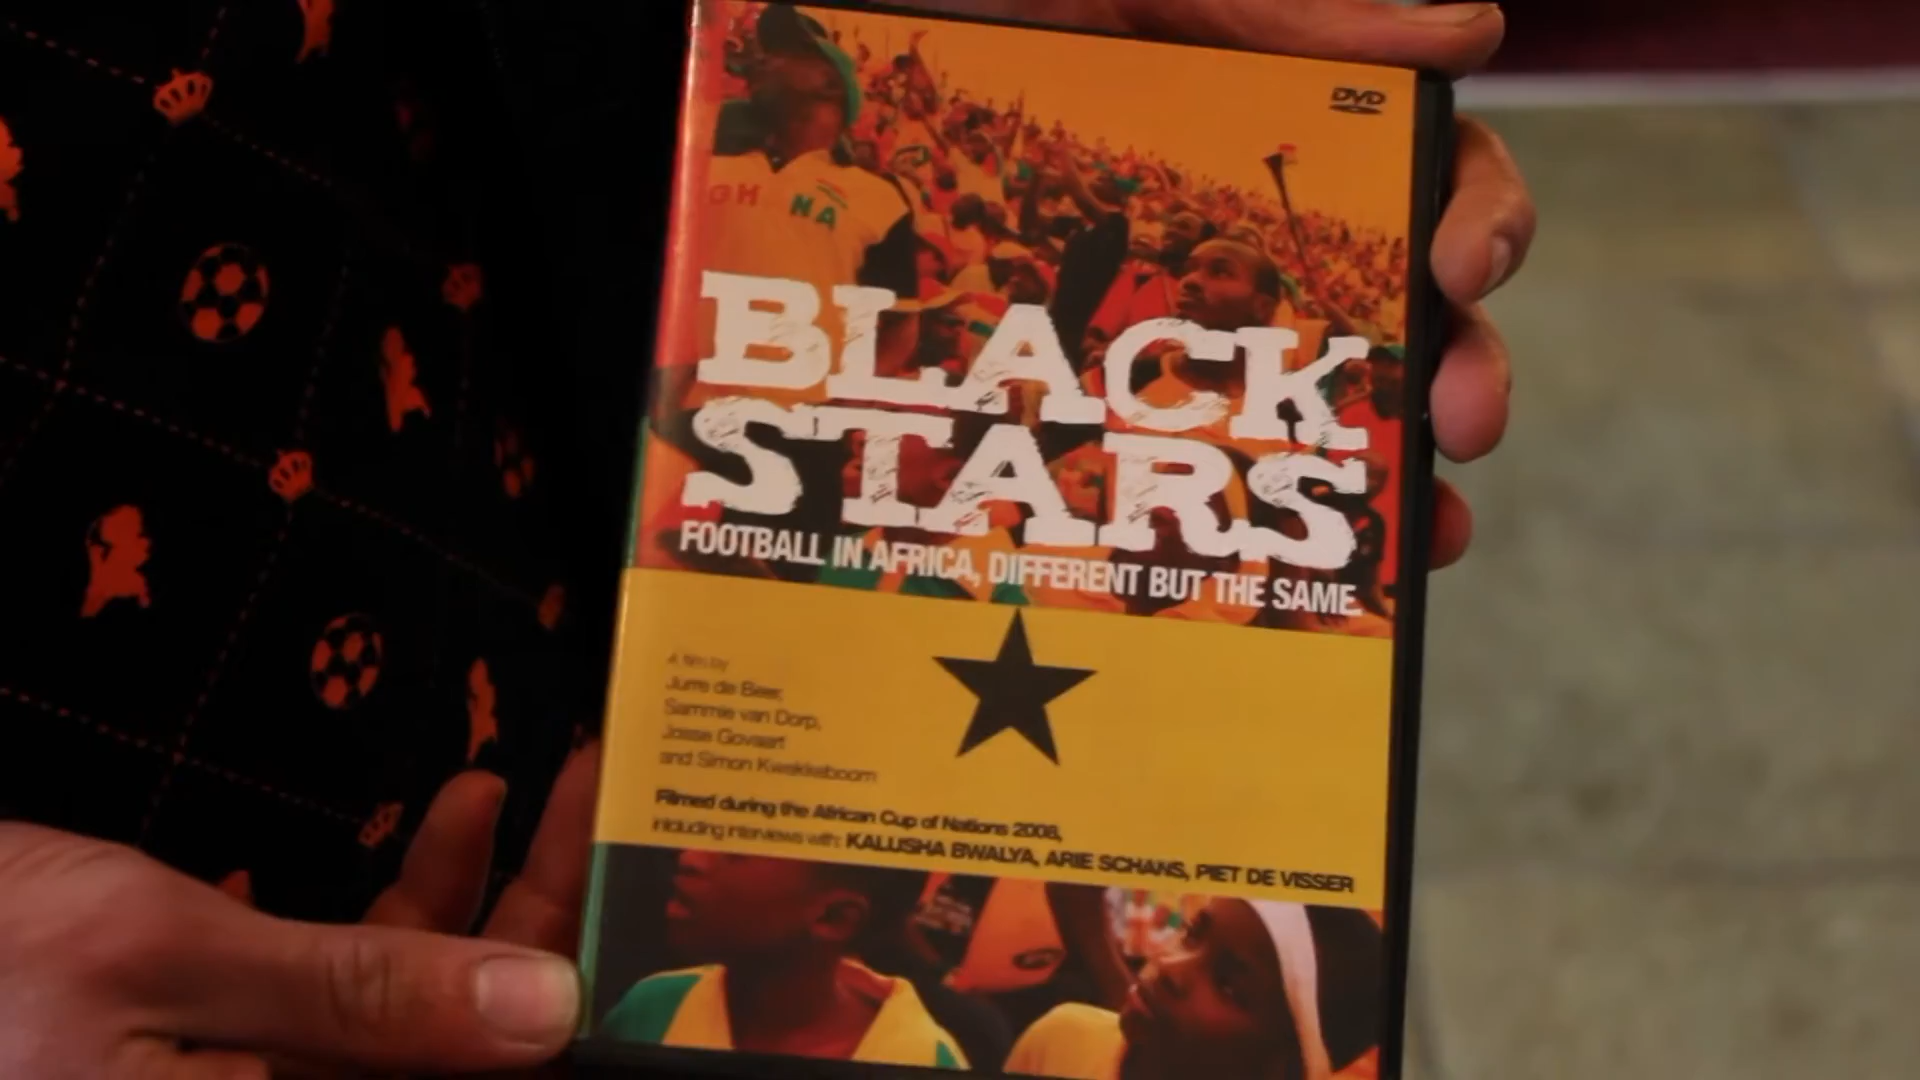 DVD
GH NA
BLACK
STARS
FOOTBALL IN AFRICA, DIFFERENT BUT THE SAME.
A film by
Jurre de Beer,
Sammie van Dorp,
Josse Govaart
and Simon Kwakkeboom
Filmed during the African Cup of Nations 2008,
including interviews with: KALUSHA BWALYA, ARIE SCHANS, PIET DE VISSER